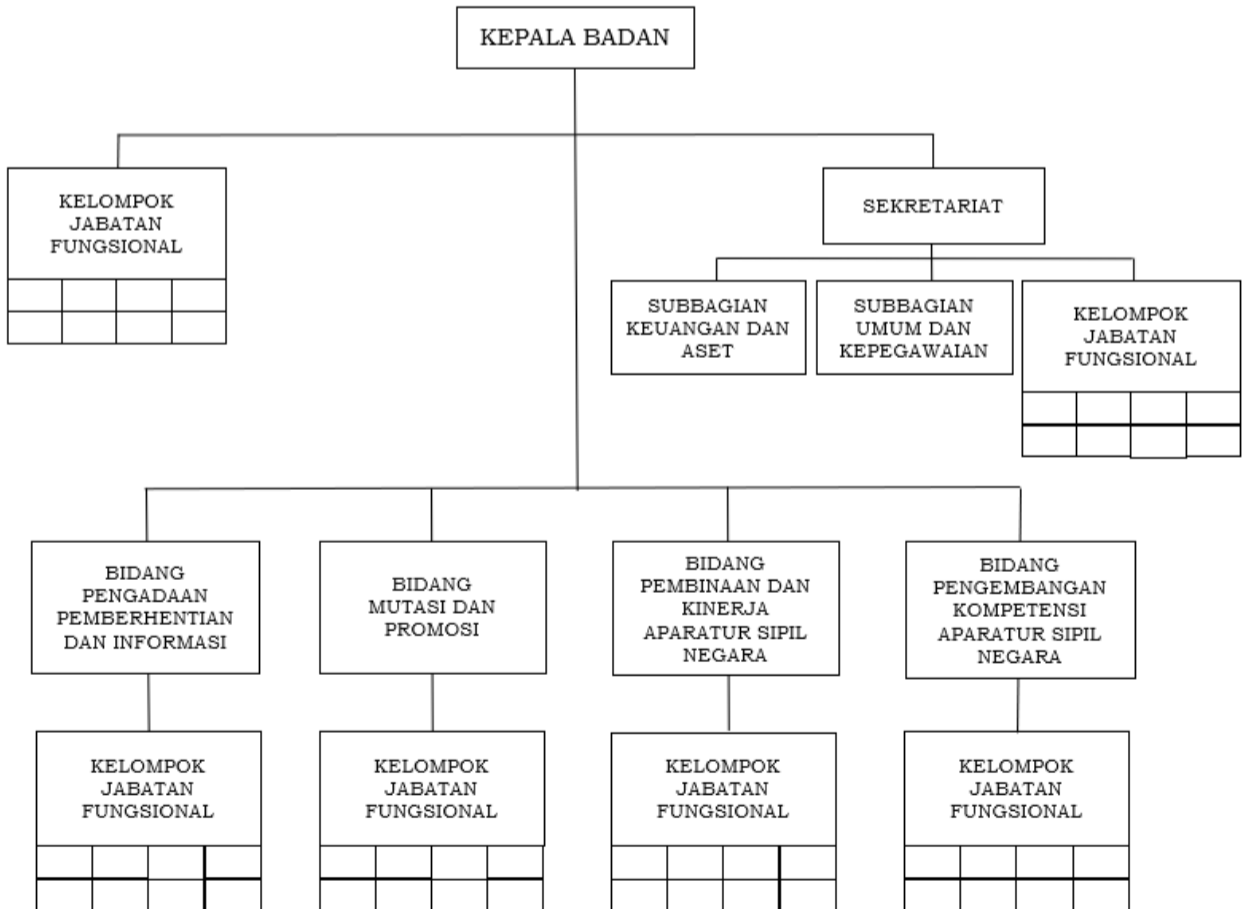 KEPALA BADAN
KELOMPOK
JABATAN
FUNGSIONAL
SEKRETARIAT
SUBBAGIAN
KEUANGAN DAN
ASET
SUBBAGIAN
UMUM DAN
KEPEGAWAIAN
KELOMPOK
JABATAN
FUNGSIONAL
BIDANG
PENGADAAN
PEMBERHENTIAN
DAN INFORMASI
BIDANG
MUTASI DAN
PROMOSI
BIDANG
PEMBINAAN DAN
KINERJA
APARATUR SIPIL
NEGARA
BIDANG
PENGEMBANGAN
KOMPETENSI
APARATUR SIPIL
NEGARA
KELOMPOK
JABATAN
FUNGSIONAL
KELOMPOK
JABATAN
FUNGSIONAL
KELOMPOK
JABATAN
FUNGSIONAL
KELOMPOK
JABATAN
FUNGSIONAL